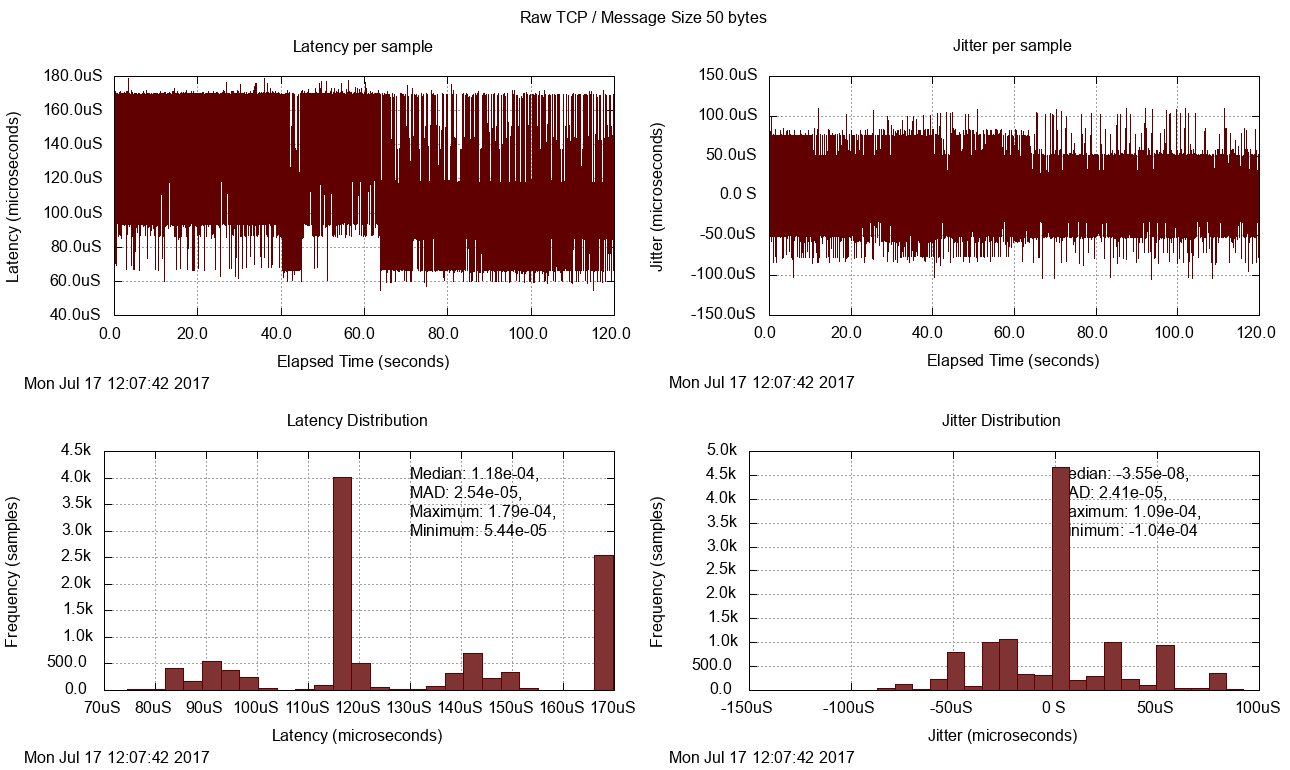 Raw TCP / Message Size 50 bytes
Latency per sample
180.0uS
160.0uS
140.0uS
120.0uS
100.0uS
80.0uS
60.0uS
40.0uS
Latency (microseconds)
0.0 20.0 40.0 60.0 80.0 100.0 120.0
Elapsed Time (seconds)
Mon Jul 17 12:07:42 2017
Jitter per sample
150.0uS
100.0uS
50.0uS
0.0 S
-50.0uS
-100.0uS
-150.0uS
Jitter (microseconds)
0.0 20.0 40.0 60.0 80.0 100.0 120.0
Elapsed Time (seconds)
Mon Jul 17 12:07:42 2017
Latency Distribution
4.5k
4.0k
3.5k
3.0k
2.5k
2.0k
1.5k
1.0k
500.0
0.0
Frequency (samples)
Median: 1.18e-04,
MAD: 2.54e-05,
Maximum: 1.79e-04,
Minimum: 5.44e-05
70uS 80uS 90uS 100uS 110uS 120uS 130uS 140uS 150uS 160uS 170uS
Latency (microseconds)
Mon Jul 17 12:07:42 2017
Jitter Distribution
5.0k
4.5k
4.0k
3.5k
3.0k
2.5k
2.0k
1.5k
1.0k
500.0
0.0
Frequency (samples)
edian: -3.55e-08,
AD: 2.41e-05,
aximum: 1.09e-04,
inimum: -1.04e-04
-150uS -100uS -50uS 0 S 50uS 100uS
Jitter (microseconds)
Mon Jul 17 12:07:42 2017